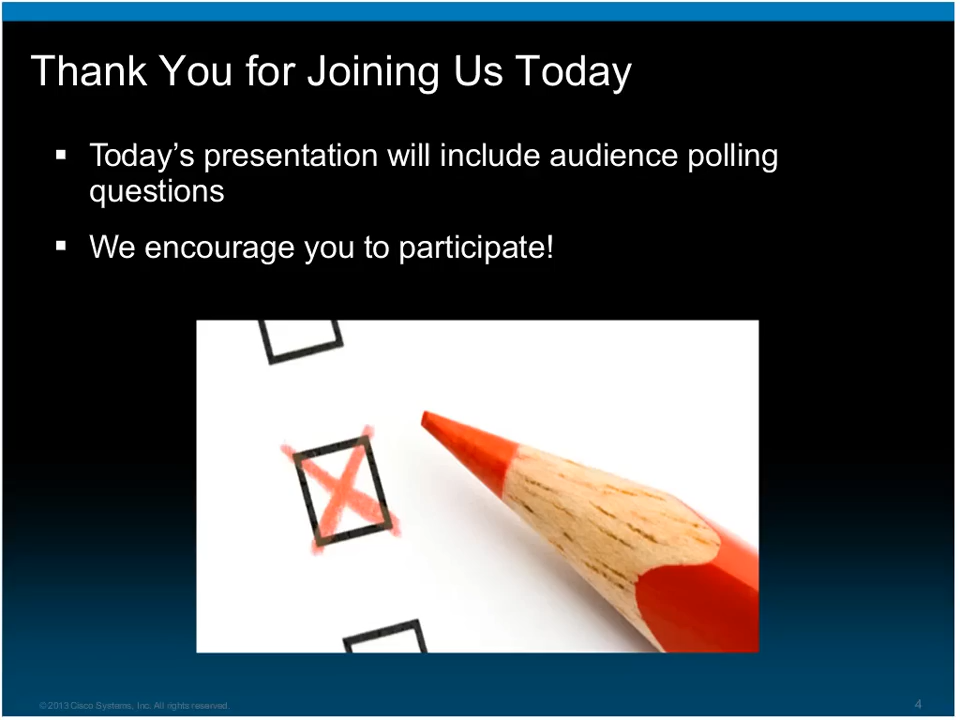 Thank You for Joining Us Today
▪ Today’s presentation will include audience polling
questions
▪ We encourage you to participate!
© 2013 Cisco Systems, Inc. All rights reserved.
4